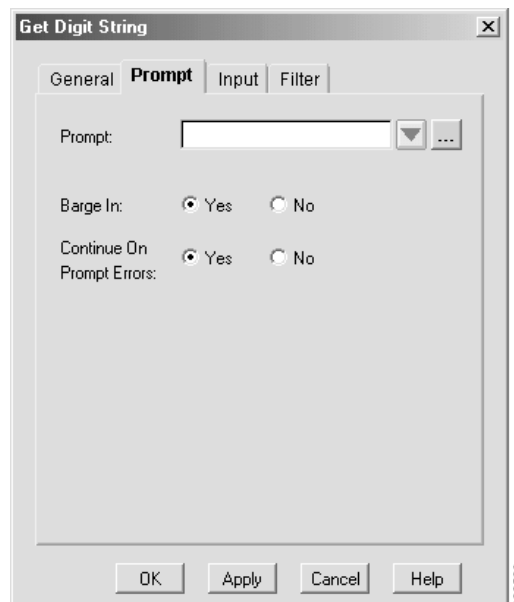 Get Digit String
General Prompt Input Filter
Prompt:
...
Barge In: Yes No
Continue On
Prompt Errors: Yes No
OK Apply Cancel Help